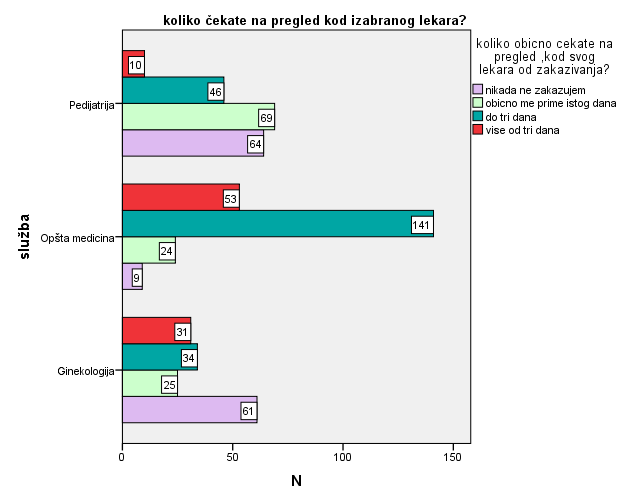 koliko čekate na pregled kod izabranog lekara?
koliko obicno cekate na
pregled ,kod svog
lekara od zakazivanja?
nikada ne zakazujem
obicno me prime istog dana
do tri dana
vise od tri dana
služba
Pedijatrija
10
46
69
64
Opšta medicina
53
141
24
9
Ginekologija
31
34
25
61
0
50
100
150
N